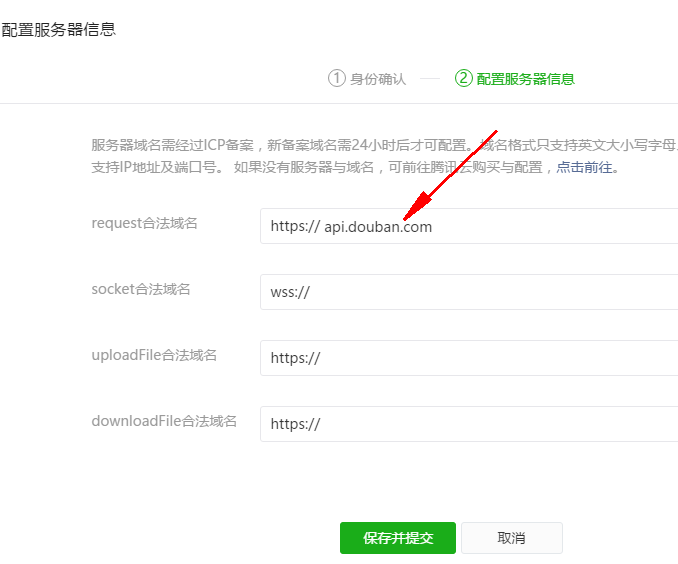 配置服务器信息
① 身份确认 ② 配置服务器信息
服务器域名需经过ICP备案，新备案域名需24小时后才可配置。域名格式只支持英文大小写字母
支持IP地址及端口号。 如果没有服务器与域名，可前往腾讯云购买与配置，点击前往。
request合法域名 https:// api.douban.com
socket合法域名 wss://
uploadFile合法域名 https://
downloadFile合法域名 https://
保存并提交 取消